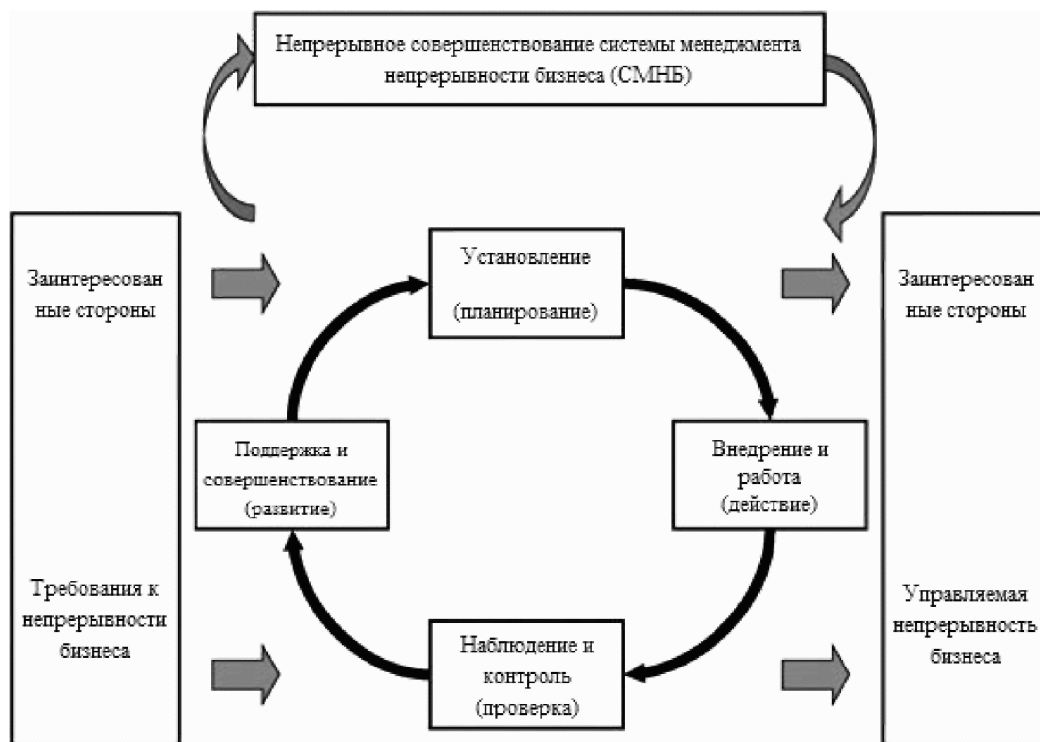 Непрерывное совершенствование системы менеджмента
непрерывности бизнеса (СМНБ)
Заинтересован
ные стороны
Установление
(планирование)
Заинтересован
ные стороны
Поддержка и
совершенствование
(развитие)
Внедрение и
работа
(действие)
Требования к
непрерывности
бизнеса
Наблюдение и
контроль
(проверка)
Управляемая
непрерывность
бизнеса